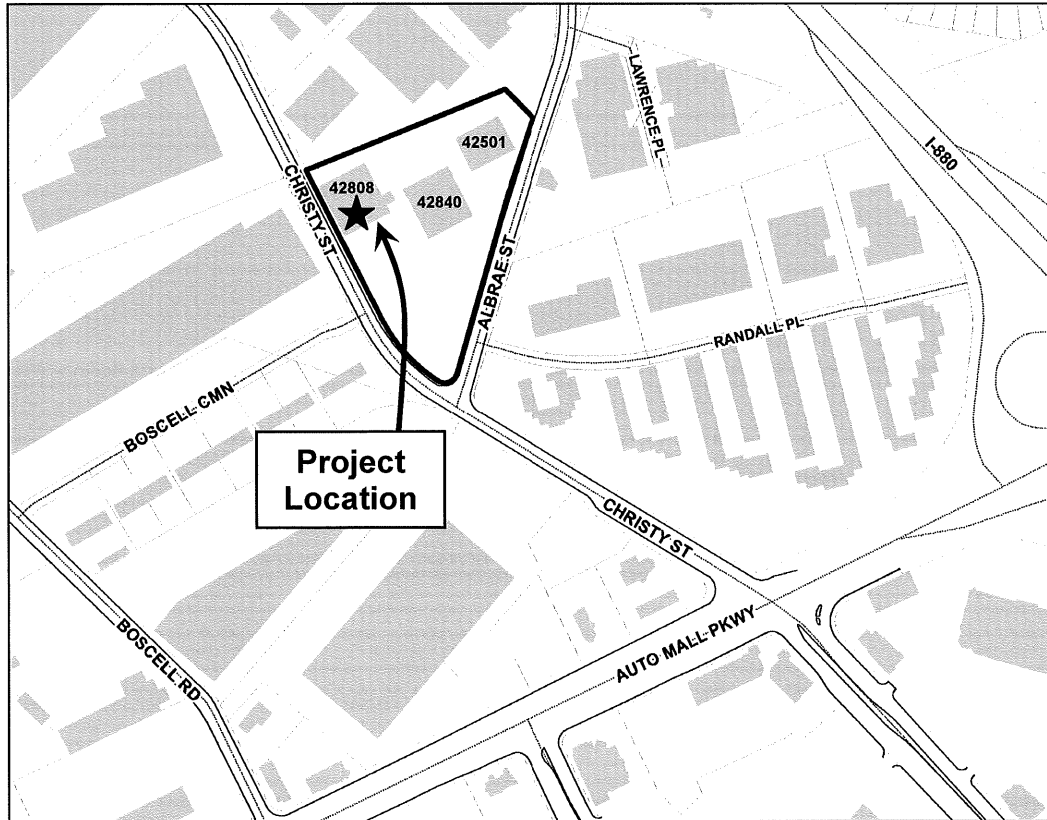 LAWRENCE PL
I-880
42501
42808
42840
CHRISTY ST
ALBRAE ST
RANDALL PL
BOSCELL CMN
Project
Location
CHRISTY ST
BOSCELL RD
AUTO MALL PKWY